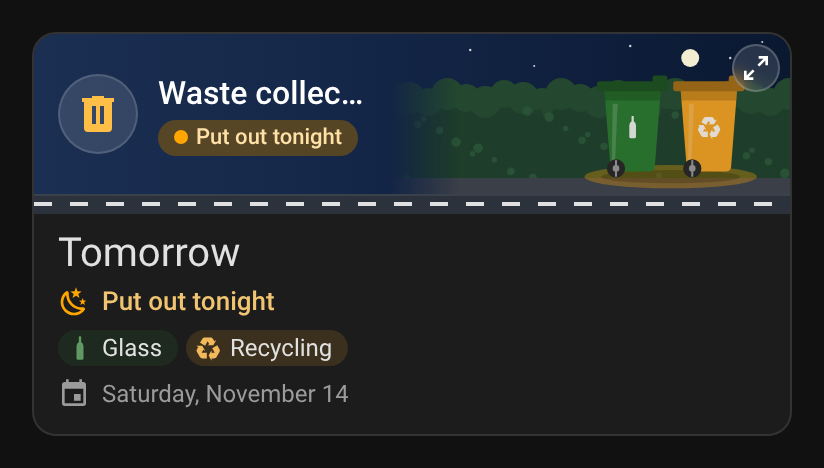 Waste collec...
Put out tonight
Tomorrow
Put out tonight
Glass
Recycling
Saturday, November 14